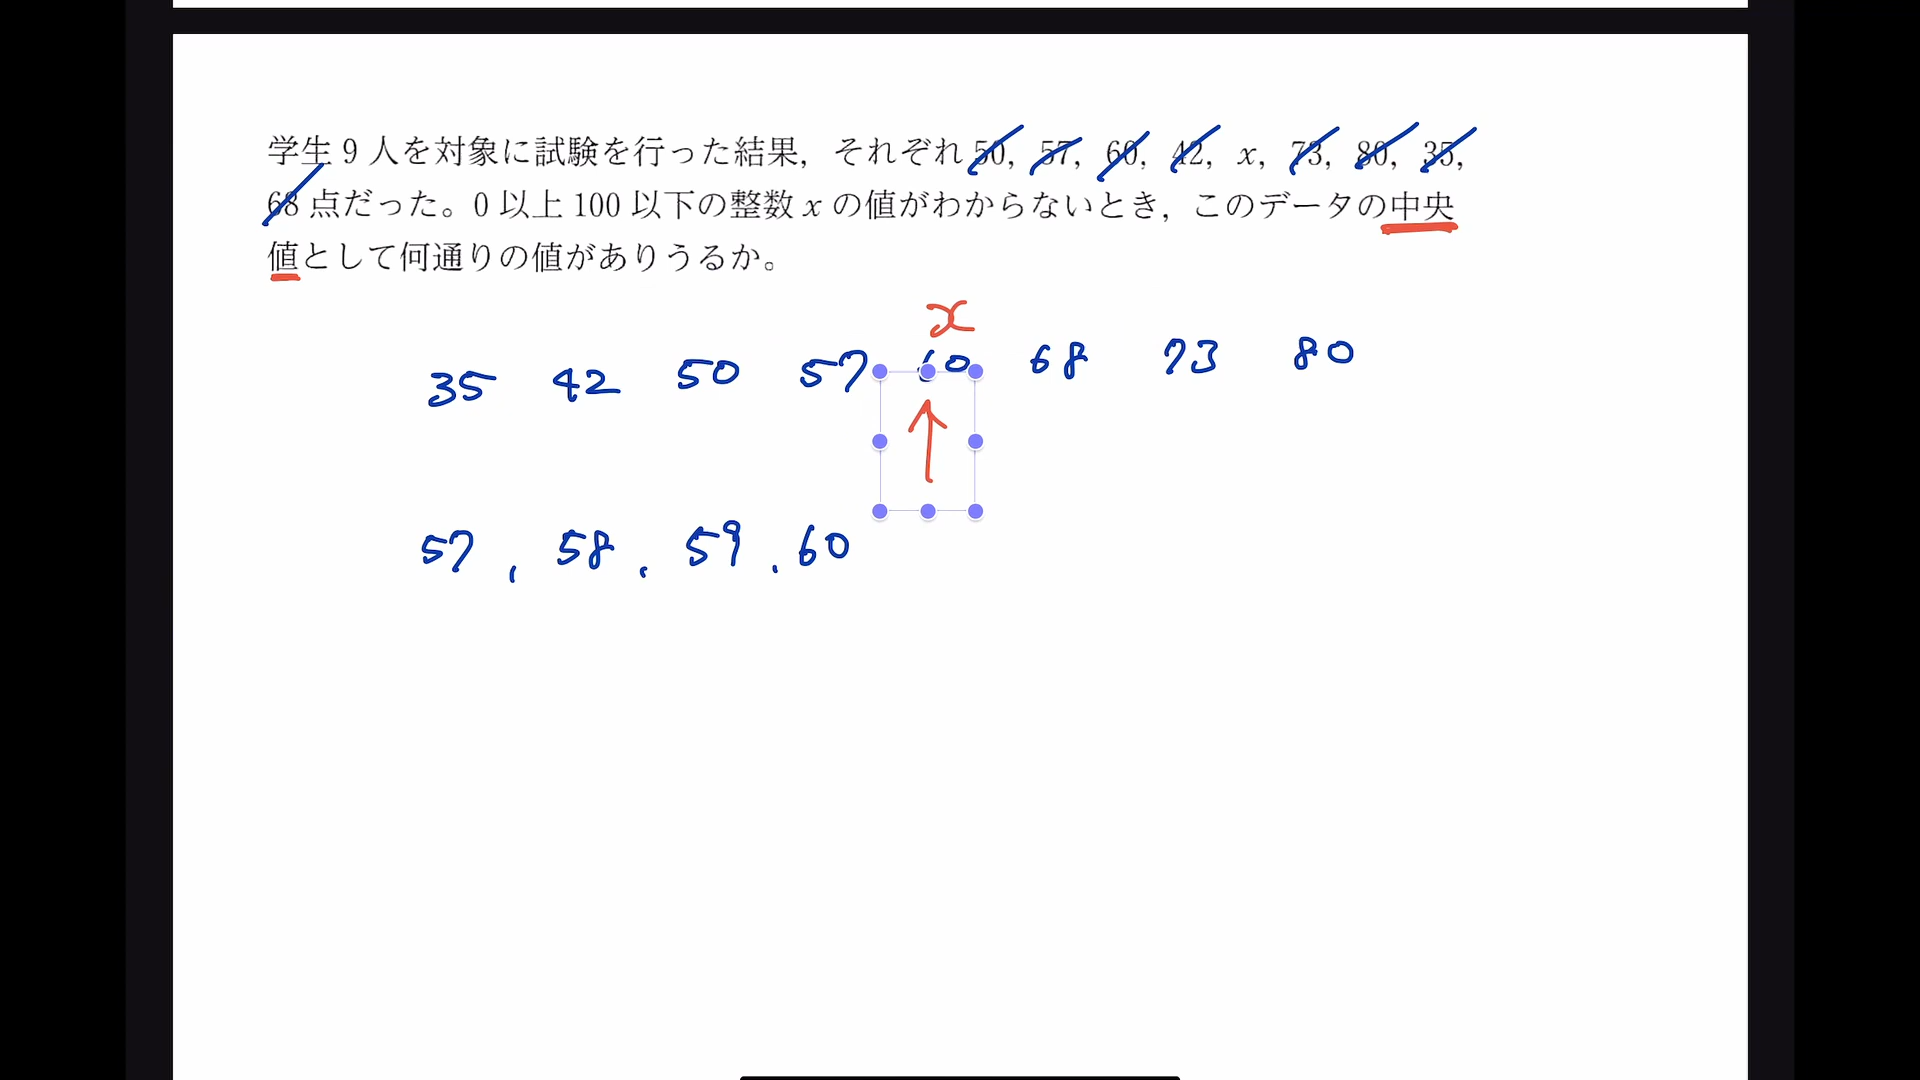 学生 9 人を対象に試験を行った結果，それぞれ 50, 57, 60, 42, x, 73, 80, 35,
68 点だった。0 以上 100 以下の整数 x の値がわからないとき，このデータの中央
値として何通りの値がありうるか。
x
35 42 50 57 60 68 73 80
57 , 58 , 59 , 60